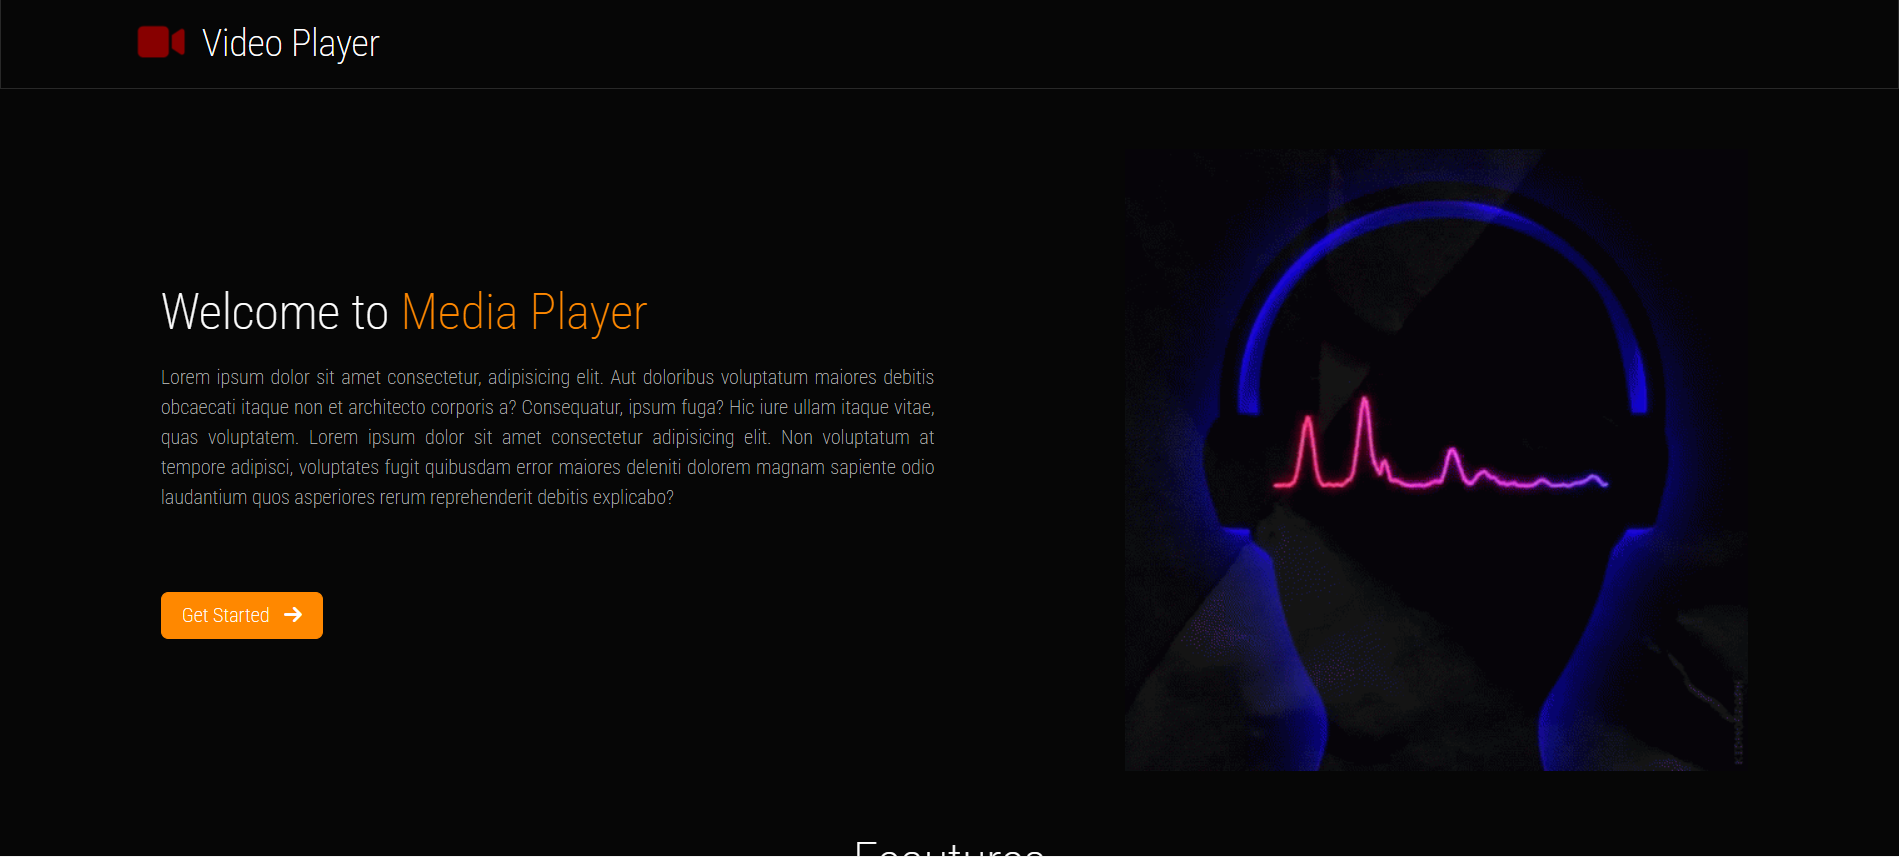 Video Player
Welcome to Media Player
Lorem ipsum dolor sit amet consectetur, adipisicing elit. Aut doloribus voluptatum maiores debitis
obcaecati itaque non et architecto corporis a? Consequatur, ipsum fuga? Hic iure ullam itaque vitae,
quas voluptatem. Lorem ipsum dolor sit amet consectetur adipisicing elit. Non voluptatum at
tempore adipisci, voluptates fugit quibusdam error maiores deleniti dolorem magnam sapiente odio
laudantium quos asperiores rerum reprehenderit debitis explicabo?
Get Started
KIDMOGRAPH